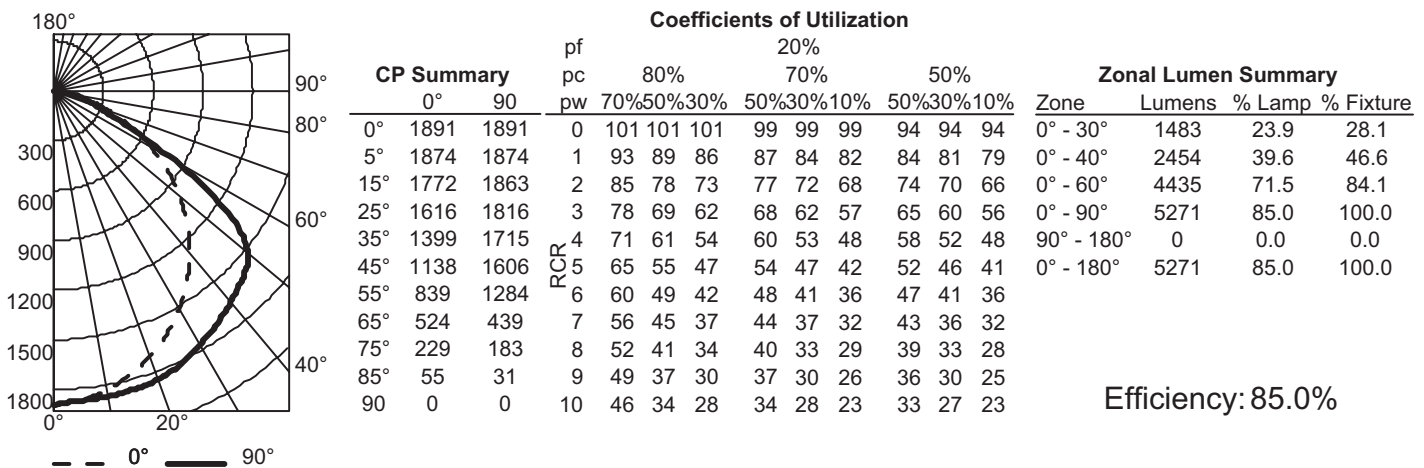 180°
90°
80°
60°
40°
300
600
900
1200
1500
1800
0° 20°
0° 90°
CP Summary
0° 90
0° 1891 1891
5° 1874 1874
15° 1772 1863
25° 1616 1816
35° 1399 1715
45° 1138 1606
55° 839 1284
65° 524 439
75° 229 183
85° 55 31
90 0 0
Coefficients of Utilization
pf 20%
pc 80% 70% 50%
pw 70%50%30% 50%30%10% 50%30%10%
RCR
0 101 101 101 99 99 99 94 94 94
1 93 89 86 87 84 82 84 81 79
2 85 78 73 77 72 68 74 70 66
3 78 69 62 68 62 57 65 60 56
4 71 61 54 60 53 48 58 52 48
5 65 55 47 54 47 42 52 46 41
6 60 49 42 48 41 36 47 41 36
7 56 45 37 44 37 32 43 36 32
8 52 41 34 40 33 29 39 33 28
9 49 37 30 37 30 26 36 30 25
10 46 34 28 34 28 23 33 27 23
Zonal Lumen Summary
Zone Lumens % Lamp % Fixture
0° - 30° 1483 23.9 28.1
0° - 40° 2454 39.6 46.6
0° - 60° 4435 71.5 84.1
0° - 90° 5271 85.0 100.0
90° - 180° 0 0.0 0.0
0° - 180° 5271 85.0 100.0
Efficiency: 85.0%